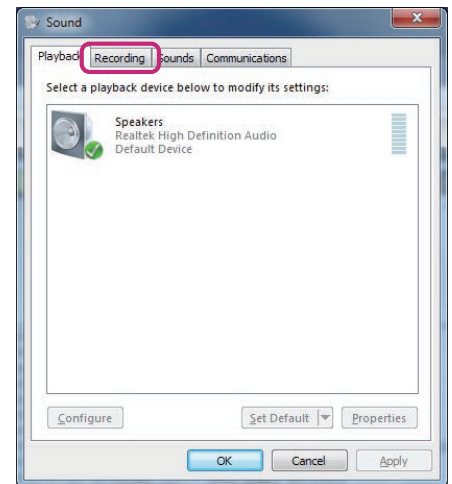 Sound
Playback Recording Sounds Communications
Select a playback device below to modify its settings:
Speakers
Realtek High Definition Audio
Default Device
Configure Set Default Properties
OK Cancel Apply